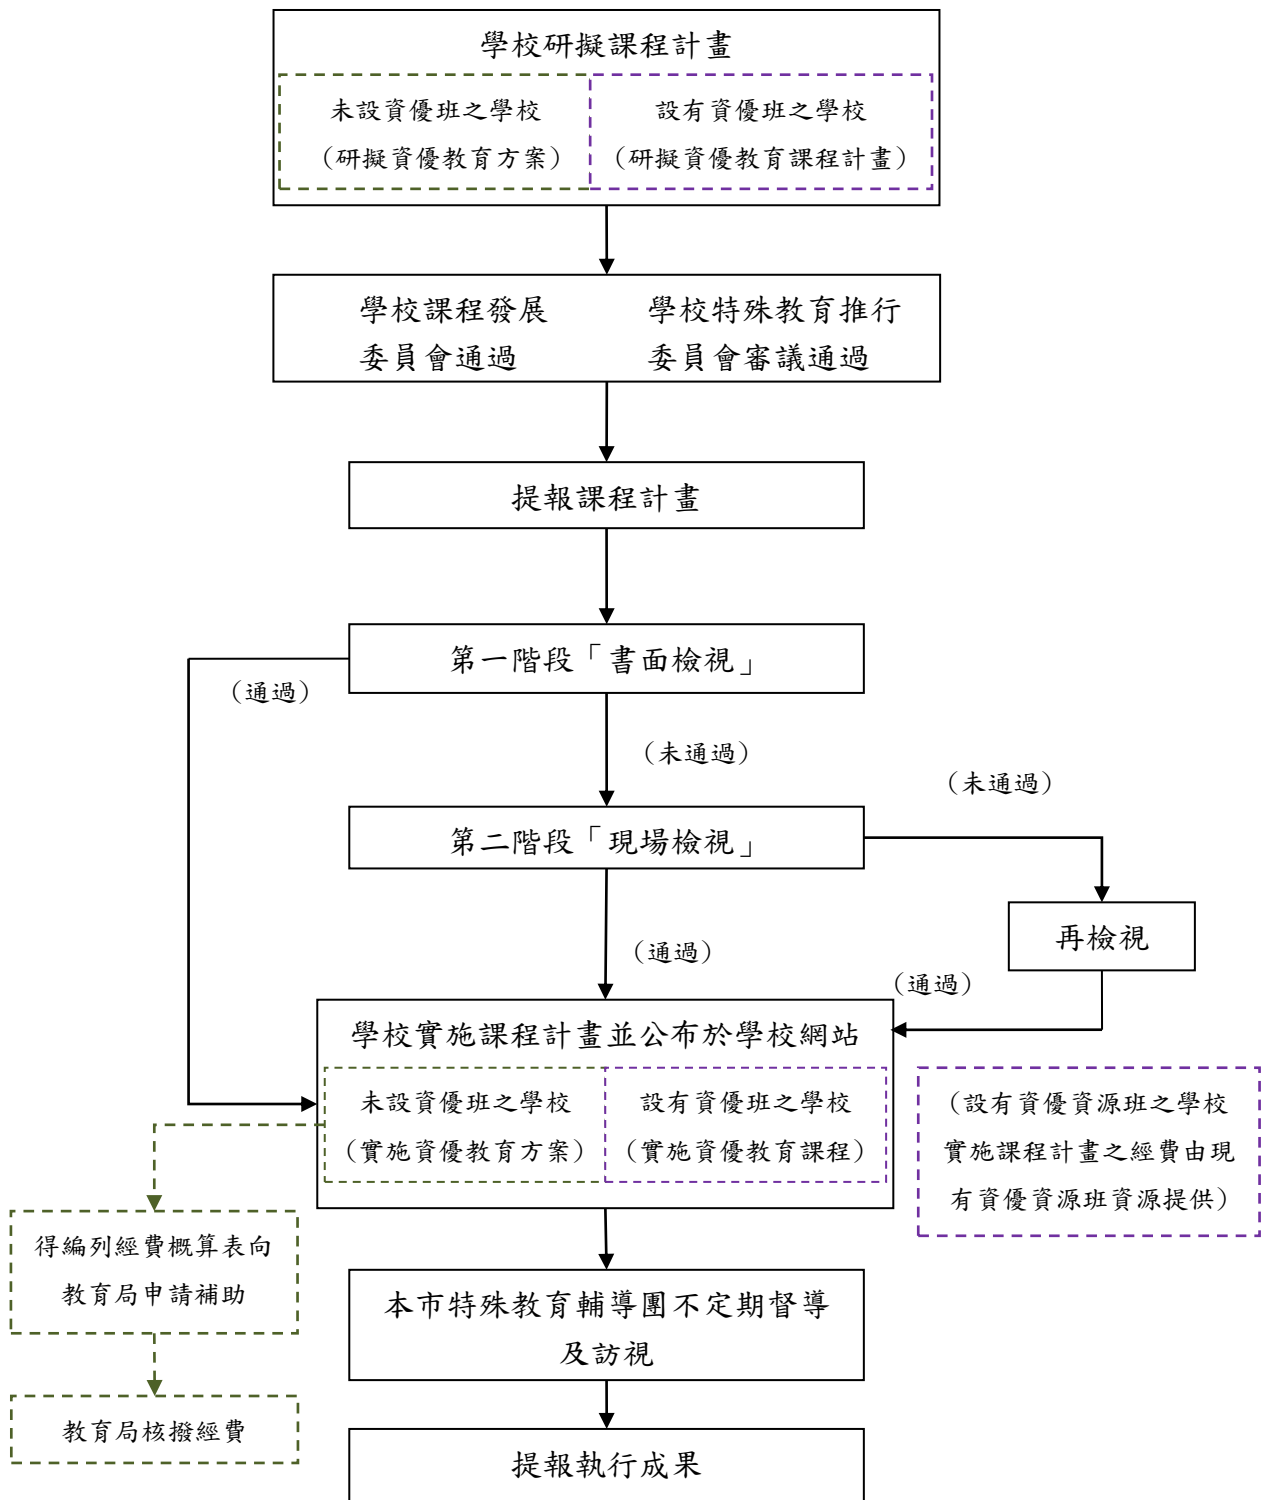 學校研擬課程計畫
未設資優班之學校
（研擬資優教育方案）
設有資優班之學校
（研擬資優教育課程計畫）
學校課程發展
委員會通過
學校特殊教育推行
委員會審議通過
提報課程計畫
第一階段「書面檢視」
（通過）
（未通過）
（未通過）
第二階段「現場檢視」
再檢視
（通過）
（通過）
學校實施課程計畫並公布於學校網站
未設資優班之學校
（實施資優教育方案）
設有資優班之學校
（實施資優教育課程）
（設有資優資源班之學校
實施課程計畫之經費由現
有資優資源班資源提供）
得編列經費概算表向
教育局申請補助
本市特殊教育輔導團不定期督導
及訪視
教育局核撥經費
提報執行成果